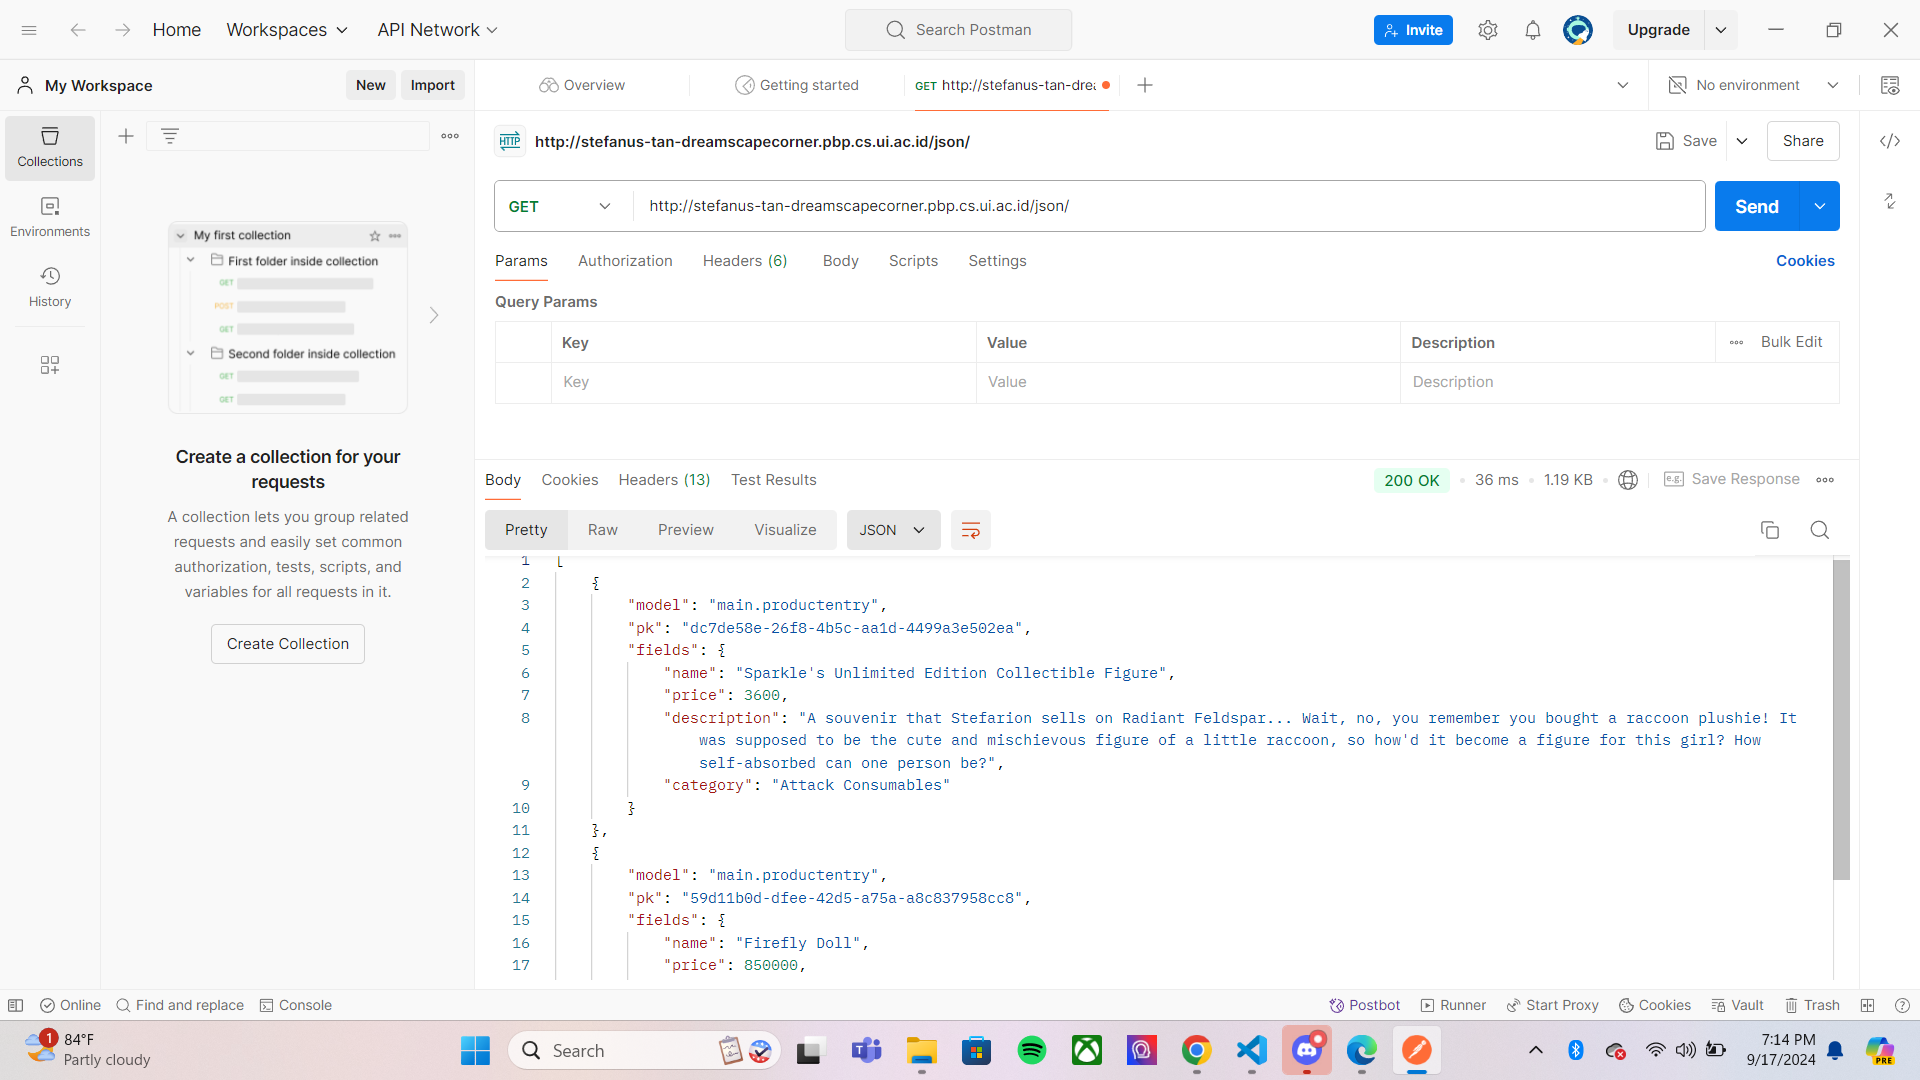 Home
Workspaces
API Network
Search Postman
Invite
Upgrade
My Workspace
New
Import
Overview
Getting started
GET http://stefanus-tan-drea
No environment
Collections
Environments
History
My first collection
First folder inside collection
GET
POST
GET
Second folder inside collection
GET
GET
Create a collection for your
requests
A collection lets you group related
requests and easily set common
authorization, tests, scripts, and
variables for all requests in it.
Create Collection
HTTP
http://stefanus-tan-dreamscapecorner.pbp.cs.ui.ac.id/json/
Save
Share
GET
http://stefanus-tan-dreamscapecorner.pbp.cs.ui.ac.id/json/
Send
Params
Authorization
Headers (6)
Body
Scripts
Settings
Cookies
Query Params
Key
Value
Description
Bulk Edit
Key
Value
Description
Body
Cookies
Headers (13)
Test Results
200 OK
36 ms
1.19 KB
e.g.
Save Response
Pretty
Raw
Preview
Visualize
JSON
1 [
2 {
3 "model": "main.productentry",
4 "pk": "dc7de58e-26f8-4b5c-aa1d-4499a3e502ea",
5 "fields": {
6 "name": "Sparkle's Unlimited Edition Collectible Figure",
7 "price": 3600,
8 "description": "A souvenir that Stefarion sells on Radiant Feldspar... Wait, no, you remember you bought a raccoon plushie! It
was supposed to be the cute and mischievous figure of a little raccoon, so how'd it become a figure for this girl? How
self-absorbed can one person be?",
9 "category": "Attack Consumables"
10 }
11 },
12 {
13 "model": "main.productentry",
14 "pk": "59d11b0d-dfee-42d5-a75a-a8c837958cc8",
15 "fields": {
16 "name": "Firefly Doll",
17 "price": 850000,
Online
Find and replace
Console
Postbot
Runner
Start Proxy
Cookies
Vault
Trash
1
84°F
Partly cloudy
Search
7:14 PM
9/17/2024
PRE